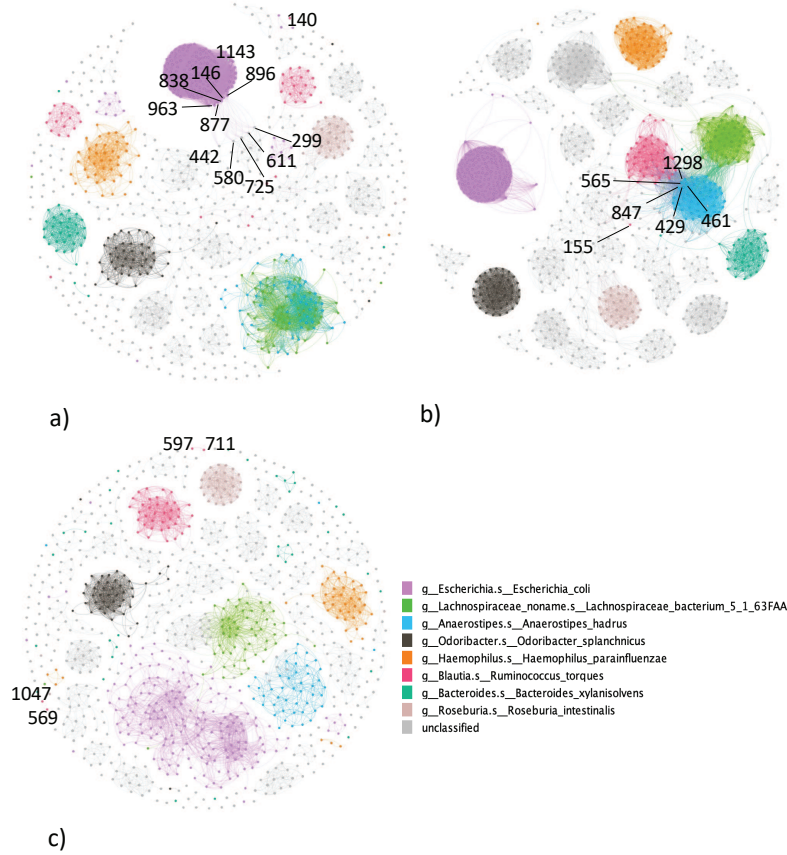 140
1143
146
896
838
963
877
299
442
611
580
725
1298
565
847
461
429
155
a)
b)
597
711
g__Escherichia.s__Escherichia_coli
g__Lachnospiraceae_noname.s__Lachnospiraceae_bacterium_5_1_63FAA
g__Anaerostipes.s__Anaerostipes_hadrus
g__Odoribacter.s__Odoribacter_splanchnicus
g__Haemophilus.s__Haemophilus_parainfluenzae
g__Blautia.s__Ruminococcus_torques
g__Bacteroides.s__Bacteroides_xylanisolvens
g__Roseburia.s__Roseburia_intestinalis
unclassified
1047
569
c)